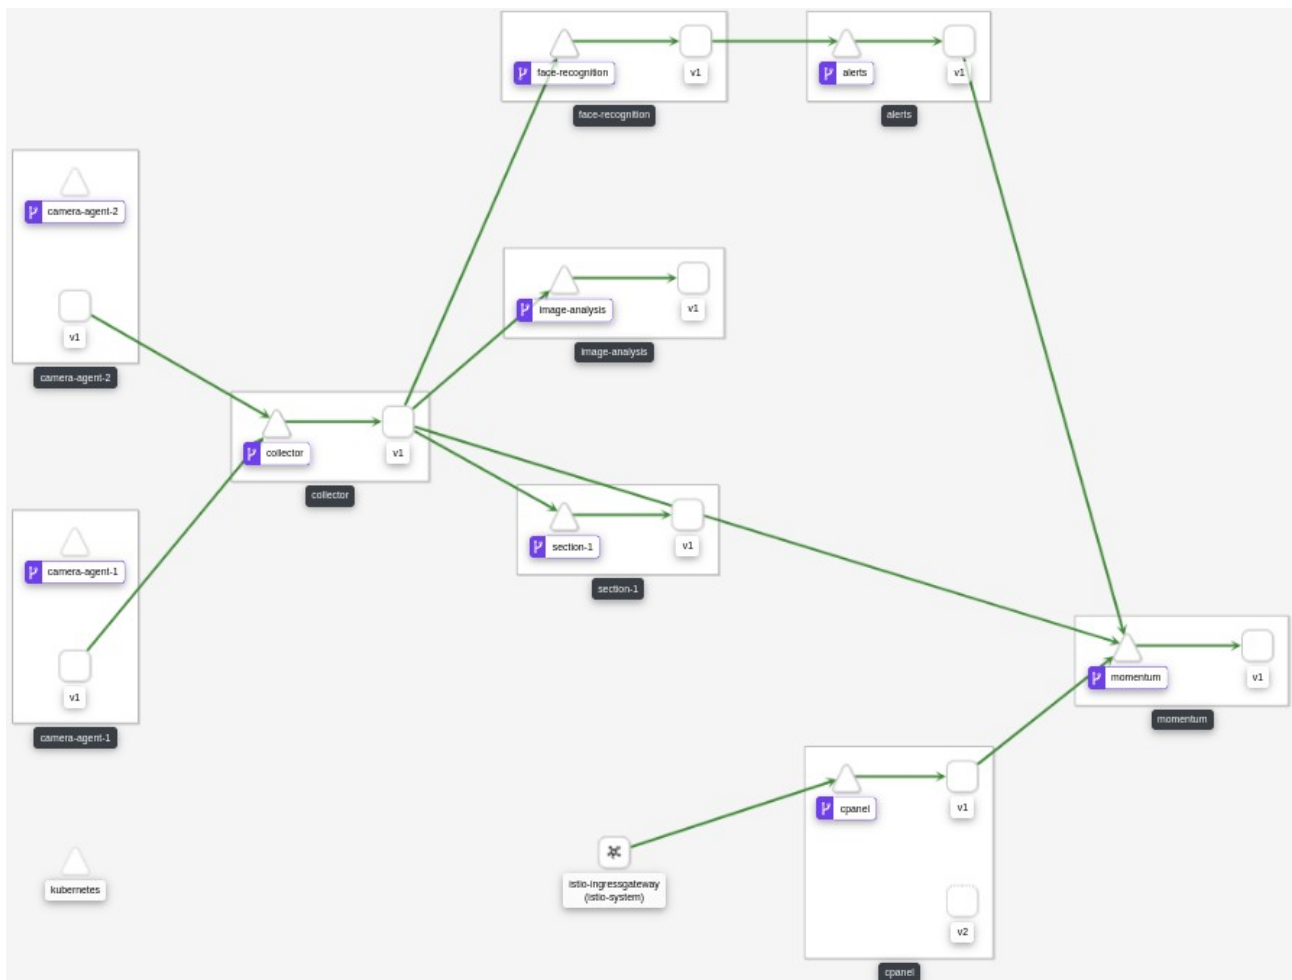 face-recognition
v1
face-recognition
alerts
v1
alerts
camera-agent-2
v1
camera-agent-2
image-analysis
v1
image-analysis
collector
v1
collector
camera-agent-1
v1
camera-agent-1
section-1
v1
section-1
momentum
v1
momentum
cpanel
v1
v2
cpanel
istio-ingressgateway
(istio-system)
kubernetes